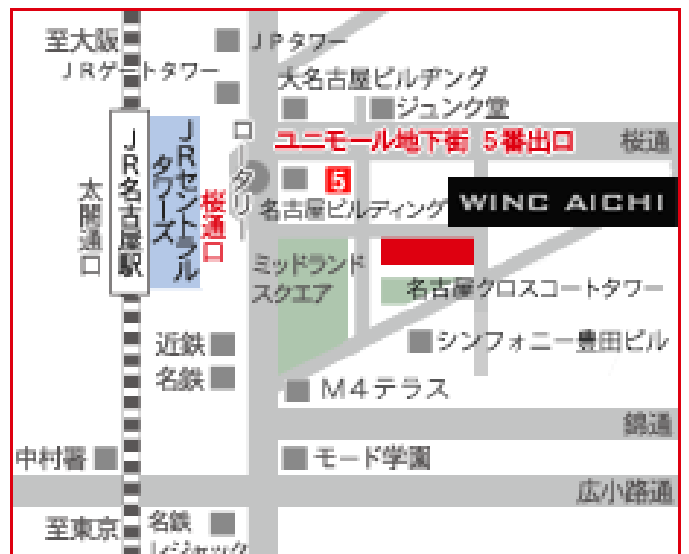 至大阪
JPタワー
JRゲートタワー
大名古屋ビルヂング
ジュンク堂
ユニモール地下街 5番出口
桜通
JR名古屋駅
JRセントラル
タワーズ
ロータリー
太閤通口
桜通口
5
名古屋ビルディング
WINC AICHI
ミッドランド
スクエア
名古屋クロスコートタワー
近鉄
シンフォニー豊田ビル
名鉄
M4テラス
錦通
中村署
モード学園
広小路通
至東京
名鉄
レジャック